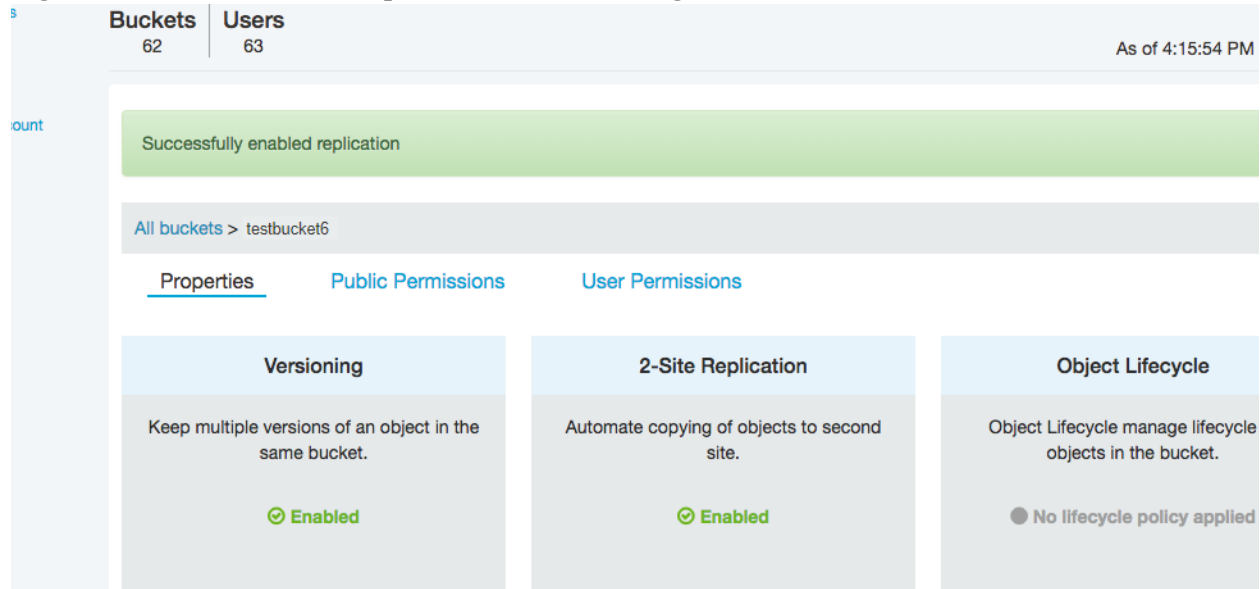 Buckets Users
62 63
As of 4:15:54 PM
Successfully enabled replication
All buckets > testbucket6
Properties Public Permissions User Permissions
Versioning
Keep multiple versions of an object in the
same bucket.
Enabled
2-Site Replication
Automate copying of objects to second
site.
Enabled
Object Lifecycle
Object Lifecycle manage lifecycle
objects in the bucket.
No lifecycle policy applied